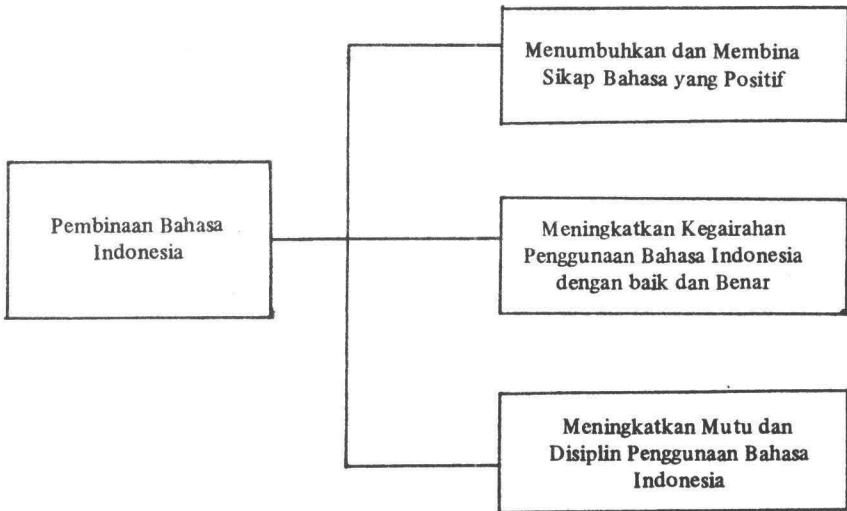 Menumbuhkan dan Membina
Sikap Bahasa yang Positif
Pembinaan Bahasa
Indonesia
Meningkatkan Kegairahan
Penggunaan Bahasa Indonesia
dengan baik dan Benar
Meningkatkan Mutu dan
Disiplin Penggunaan Bahasa
Indonesia